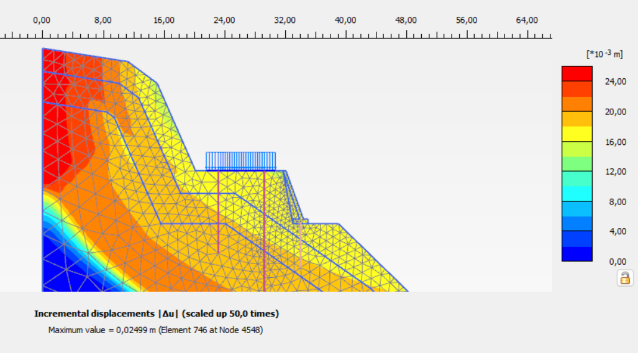 0,00 8,00 16,00 24,00 32,00 40,00 48,00 56,00 64,00
[*10 -3 m]
24,00
20,00
16,00
12,00
8,00
4,00
0,00
Incremental displacements |Δu| (scaled up 50,0 times)
Maximum value = 0,02499 m (Element 746 at Node 4548)